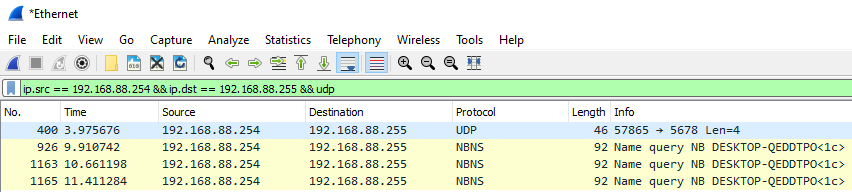 *Ethernet
File Edit View Go Capture Analyze Statistics Telephony Wireless Tools Help
ip.src == 192.168.88.254 && ip.dst == 192.168.88.255 && udp
No. Time Source Destination Protocol Length Info
400 3.975676 192.168.88.254 192.168.88.255 UDP 46 57865 → 5678 Len=4
926 9.910742 192.168.88.254 192.168.88.255 NBNS 92 Name query NB DESKTOP-QEDDTPO<1c>
1163 10.661198 192.168.88.254 192.168.88.255 NBNS 92 Name query NB DESKTOP-QEDDTPO<1c>
1165 11.411284 192.168.88.254 192.168.88.255 NBNS 92 Name query NB DESKTOP-QEDDTPO<1c>